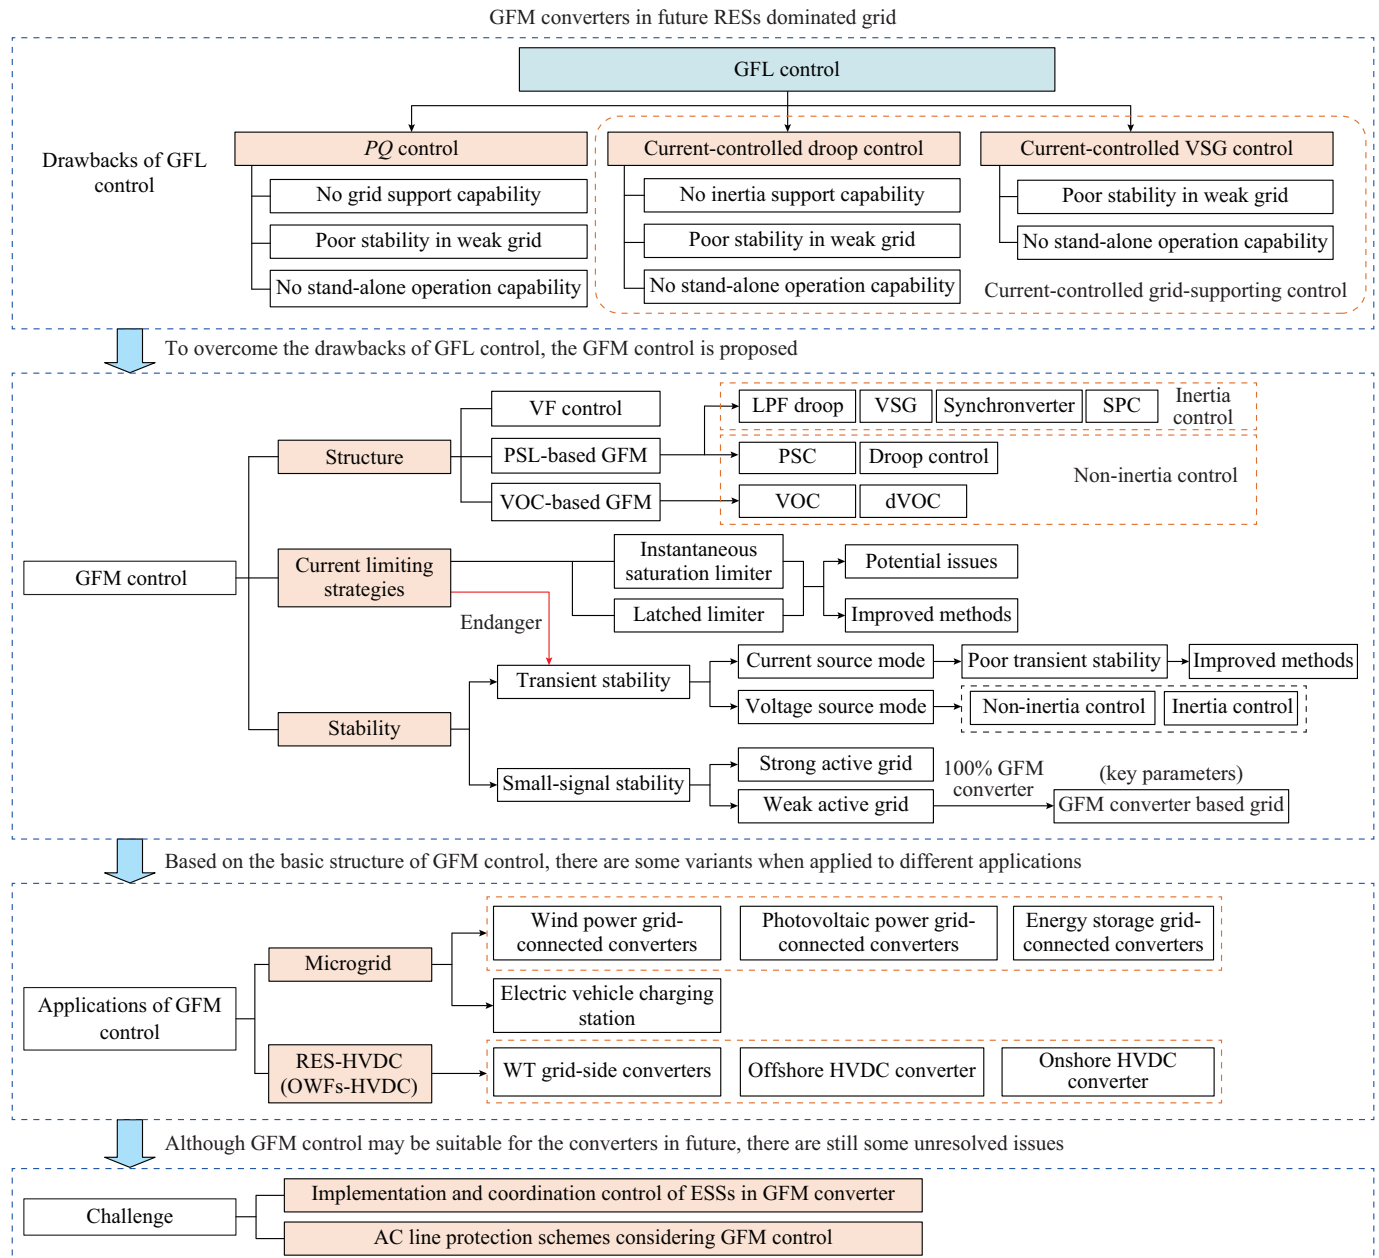 GFM converters in future RESs dominated grid
GFL control
Drawbacks of GFL
control
PQ control
No grid support capability
Poor stability in weak grid
No stand-alone operation capability
Current-controlled droop control
No inertia support capability
Poor stability in weak grid
No stand-alone operation capability
Current-controlled VSG control
Poor stability in weak grid
No stand-alone operation capability
Current-controlled grid-supporting control
To overcome the drawbacks of GFL control, the GFM control is proposed
GFM control
Structure
VF control
PSL-based GFM
VOC-based GFM
LPF droop
VSG
Synchronverter
SPC
Inertia
control
PSC
Droop control
VOC
dVOC
Non-inertia control
Current limiting
strategies
Instantaneous
saturation limiter
Latched limiter
Potential issues
Improved methods
Endanger
Stability
Transient stability
Current source mode
Poor transient stability
Improved methods
Voltage source mode
Non-inertia control
Inertia control
Small-signal stability
Strong active grid
Weak active grid
100% GFM
converter
(key parameters)
GFM converter based grid
Based on the basic structure of GFM control, there are some variants when applied to different applications
Applications of GFM
control
Microgrid
Wind power grid-
connected converters
Photovoltaic power grid-
connected converters
Energy storage grid-
connected converters
Electric vehicle charging
station
RES-HVDC
(OWFs-HVDC)
WT grid-side converters
Offshore HVDC converter
Onshore HVDC
converter
Although GFM control may be suitable for the converters in future, there are still some unresolved issues
Challenge
Implementation and coordination control of ESSs in GFM converter
AC line protection schemes considering GFM control